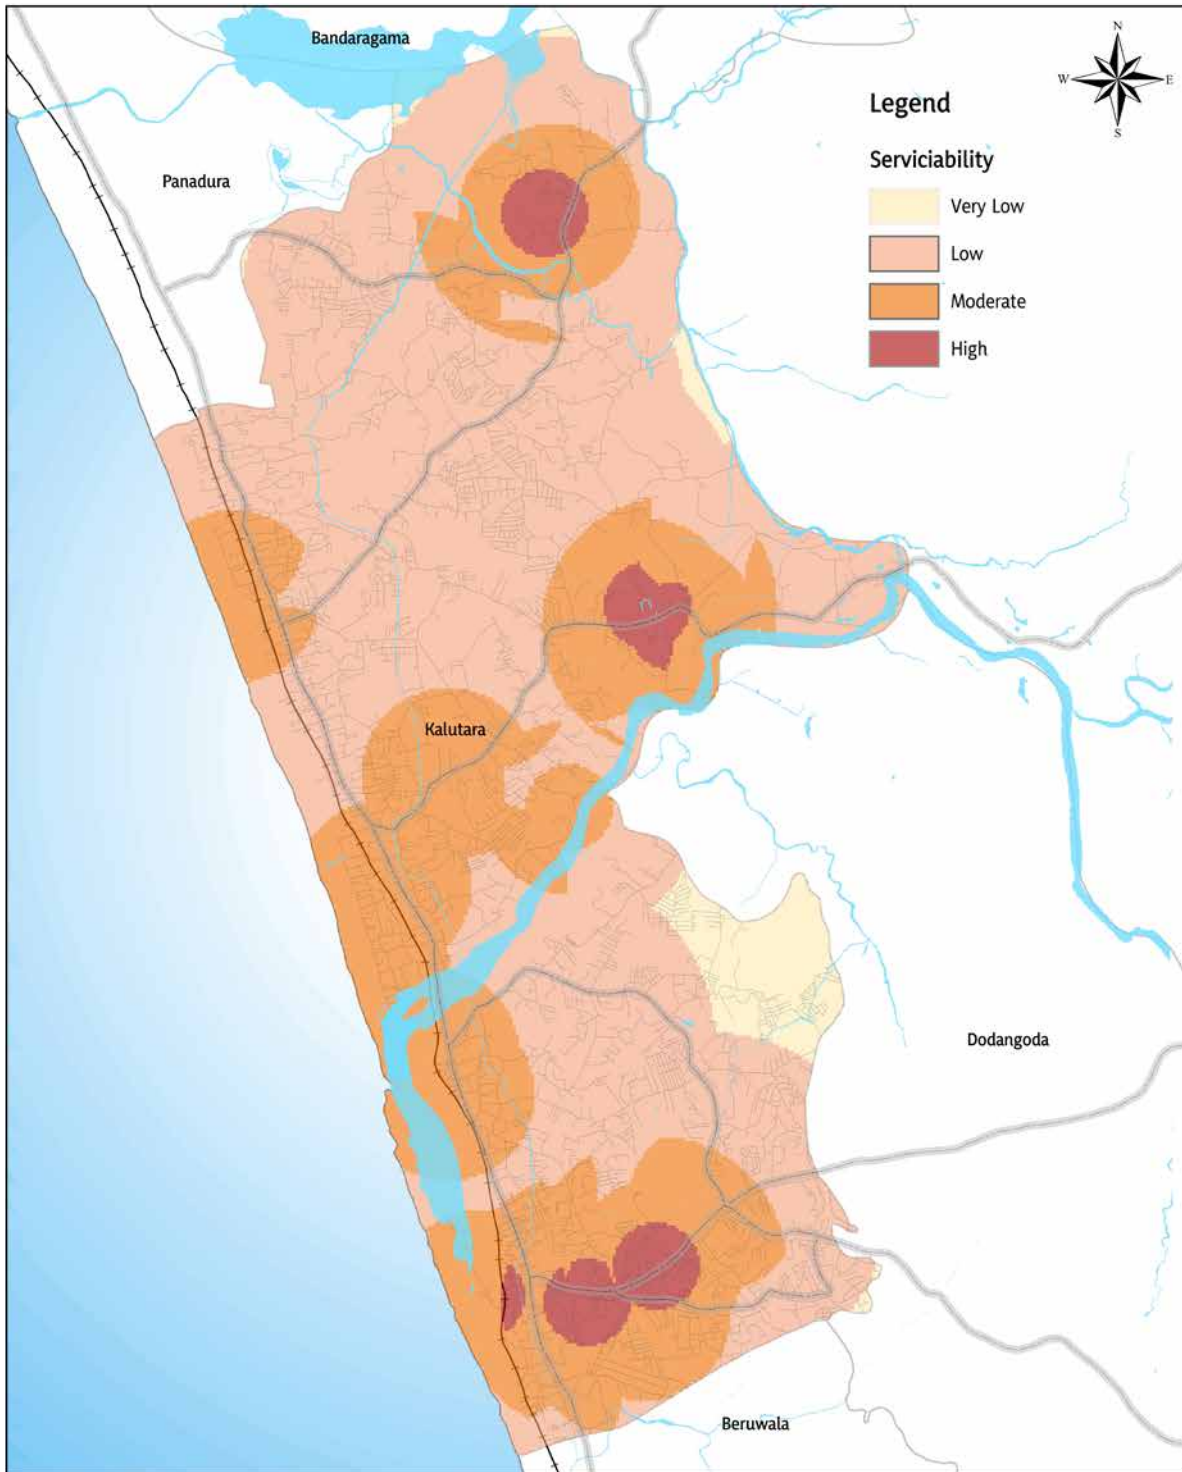 Bandaragama
N
W
E
S
Legend
Panadura
Serviciability
Very Low
Low
Moderate
High
Kalutara
Dodangoda
Beruwala